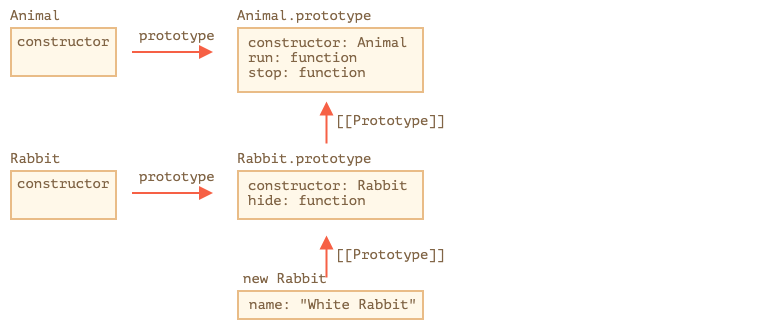 Animal
Animal.prototype
constructor
prototype
constructor: Animal
run: function
stop: function
[[Prototype]]
Rabbit
Rabbit.prototype
constructor
prototype
constructor: Rabbit
hide: function
[[Prototype]]
new Rabbit
name: "White Rabbit"